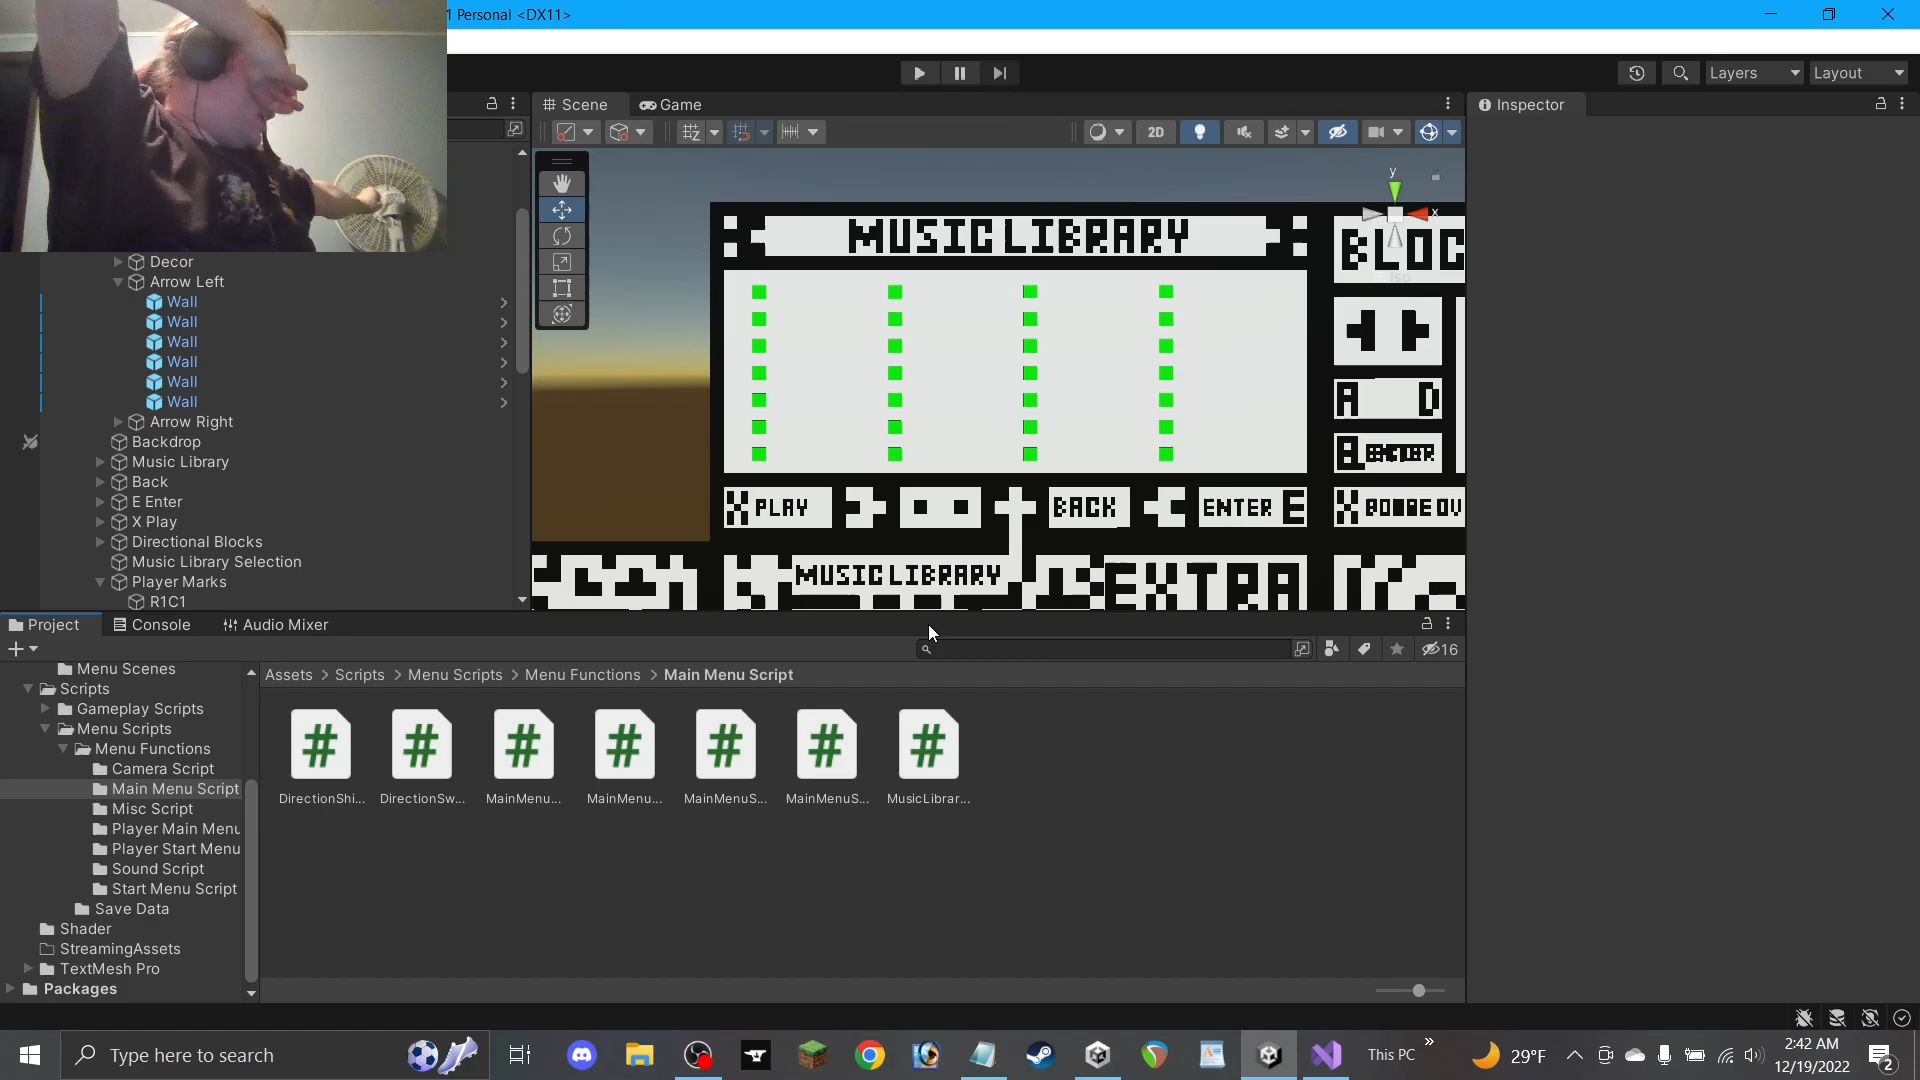 1 Personal <DX11>
Layers
Layout
Scene
Game
Inspector
2D
y
x
Iso
MUSIC LIBRARY
BLOC
A D
X PLAY
BACK
ENTER E
MUSIC LIBRARY
EXTRA
Decor
Arrow Left
Wall
Wall
Wall
Wall
Wall
Wall
Arrow Right
Backdrop
Music Library
Back
E Enter
X Play
Directional Blocks
Music Library Selection
Player Marks
R1C1
Project
Console
Audio Mixer
16
Menu Scenes
Scripts
Gameplay Scripts
Menu Scripts
Menu Functions
Camera Script
Main Menu Script
Misc Script
Player Main Menu
Player Start Menu
Sound Script
Start Menu Script
Save Data
Shader
StreamingAssets
TextMesh Pro
Packages
Assets > Scripts > Menu Scripts > Menu Functions > Main Menu Script
# # # # # # #
DirectionShi... DirectionSw... MainMenu... MainMenu... MainMenuS... MainMenuS... MusicLibrar...
Type here to search
This PC
29°F
2:42 AM
12/19/2022
2